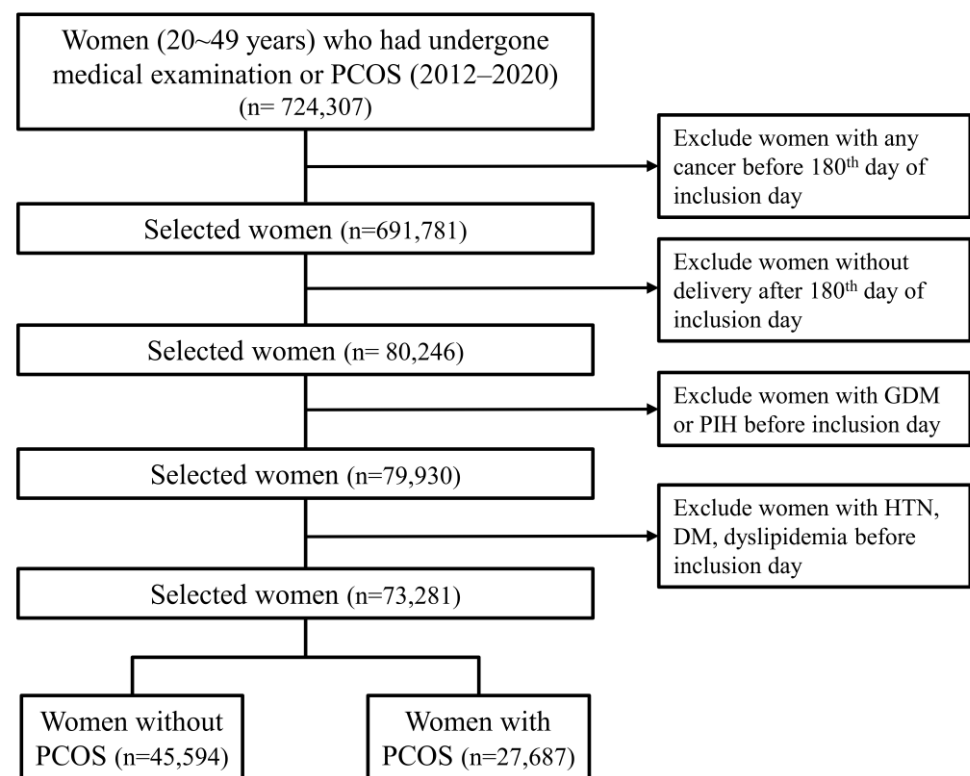 Women (20~49 years) who had undergone
medical examination or PCOS (2012–2020)
(n= 724,307)
Exclude women with any
cancer before 180th day of
inclusion day
Selected women (n=691,781)
Exclude women without
delivery after 180th day of
inclusion day
Selected women (n= 80,246)
Exclude women with GDM
or PIH before inclusion day
Selected women (n=79,930)
Exclude women with HTN,
DM, dyslipidemia before
inclusion day
Selected women (n=73,281)
Women without
PCOS (n=45,594)
Women with
PCOS (n=27,687)